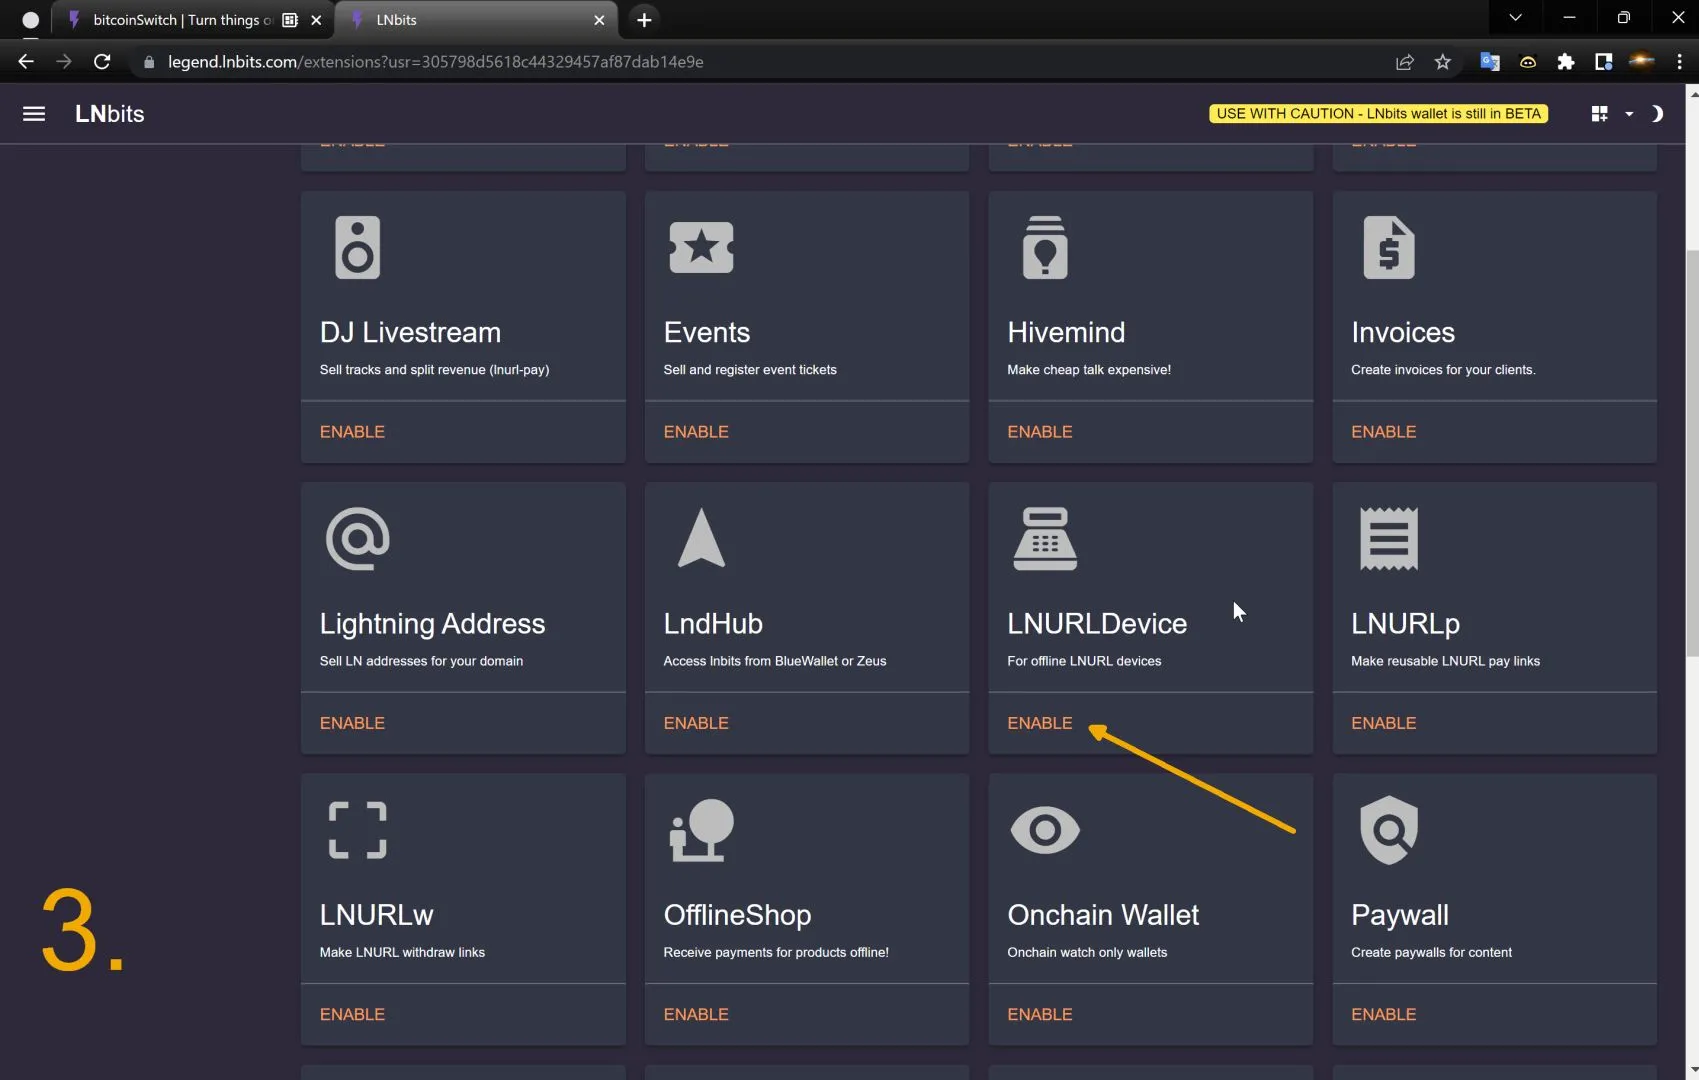 bitcoinSwitch | Turn things o
LNbits
legend.lnbits.com/extensions?usr=305798d5618c44329457af87dab14e9e
LNbits
USE WITH CAUTION - LNbits wallet is still in BETA
ENABLE ENABLE ENABLE ENABLE
DJ Livestream
Sell tracks and split revenue (lnurl-pay)
ENABLE
Events
Sell and register event tickets
ENABLE
Hivemind
Make cheap talk expensive!
ENABLE
Invoices
Create invoices for your clients.
ENABLE
Lightning Address
Sell LN addresses for your domain
ENABLE
LndHub
Access lnbits from BlueWallet or Zeus
ENABLE
LNURLDevice
For offline LNURL devices
ENABLE
LNURLp
Make reusable LNURL pay links
ENABLE
LNURLw
Make LNURL withdraw links
ENABLE
OfflineShop
Receive payments for products offline!
ENABLE
Onchain Wallet
Onchain watch only wallets
ENABLE
Paywall
Create paywalls for content
ENABLE
3.